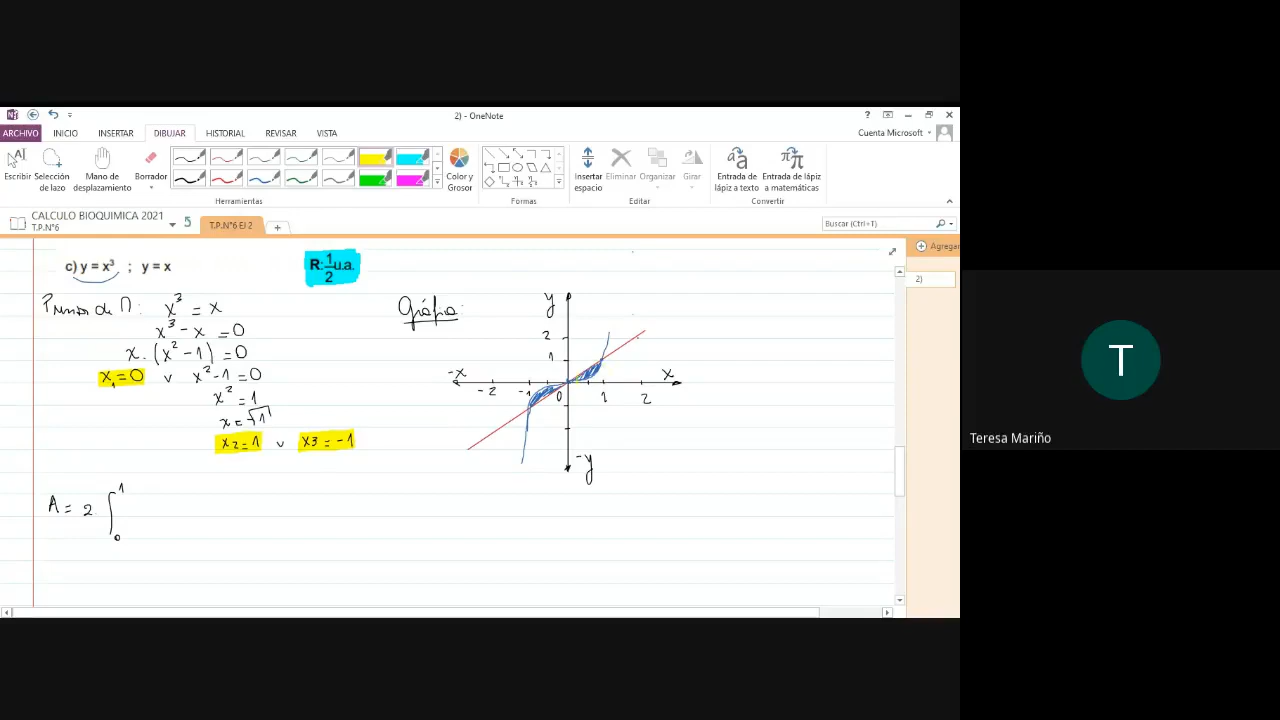 2) - OneNote
ARCHIVO INICIO INSERTAR DIBUJAR HISTORIAL REVISAR VISTA
Cuenta Microsoft
Escribir
Selección de lazo
Mano de desplazamiento
Borrador
Color y Grosor
Insertar espacio
Eliminar
Organizar
Girar
Entrada de lápiz a texto
Entrada de lápiz a matemáticas
Herramientas
Formas
Editar
Convertir
CALCULO BIOQUIMICA 2021
T.P.N°6
T.P.N°6 EJ 2
Buscar (Ctrl+T)
Agregar
2)
c) y = x³ ; y = x
R: 1/2 u.a.
de ∩: x³ = x
x³ - x = 0
x. (x² - 1) = 0
x₁ = 0 v x² - 1 = 0
x² = 1
x = √1
x2 = 1 v x3 = -1
Gráfica:
y
2
1
-x -2 -1 0 1 2 x
-y
A = 2 ∫ 1 0
T
Teresa Mariño